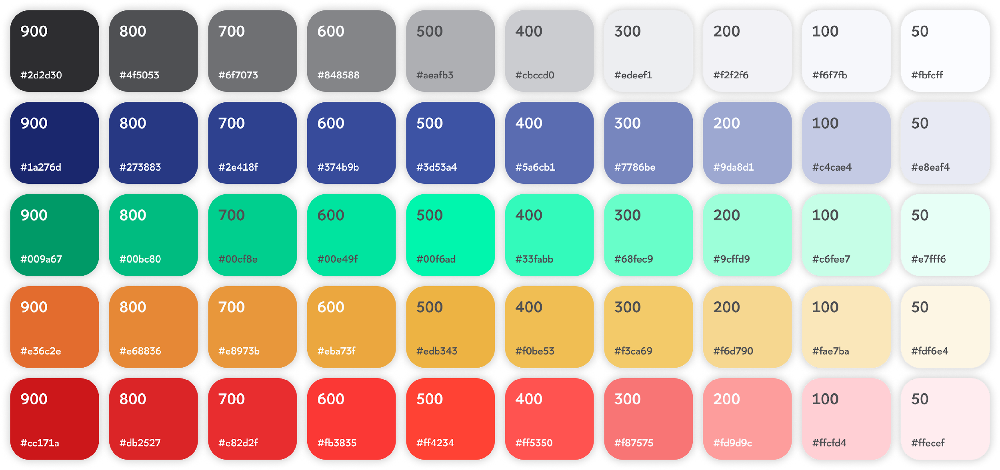 900 800 700 600 500 400 300 200 100 50
#2d2d30 #4f5053 #6f7073 #848588 #aeafb3 #cbccd0 #edeef1 #f2f2f6 #f6f7fb #fbfcff
900 800 700 600 500 400 300 200 100 50
#1a276d #273883 #2e418f #374b9b #3d53a4 #5a6cb1 #7786be #9da8d1 #c4cae4 #e8eaf4
900 800 700 600 500 400 300 200 100 50
#009a67 #00bc80 #00cf8e #00e49f #00f6ad #33fabb #68fec9 #9cffd9 #c6fee7 #e7fff6
900 800 700 600 500 400 300 200 100 50
#e36c2e #e68836 #e8973b #eba73f #edb343 #f0be53 #f3ca69 #f6d790 #fae7ba #fdf6e4
900 800 700 600 500 400 300 200 100 50
#cc171a #db2527 #e82d2f #fb3835 #ff4234 #ff5350 #f87575 #fd9d9c #ffcfd4 #ffecef